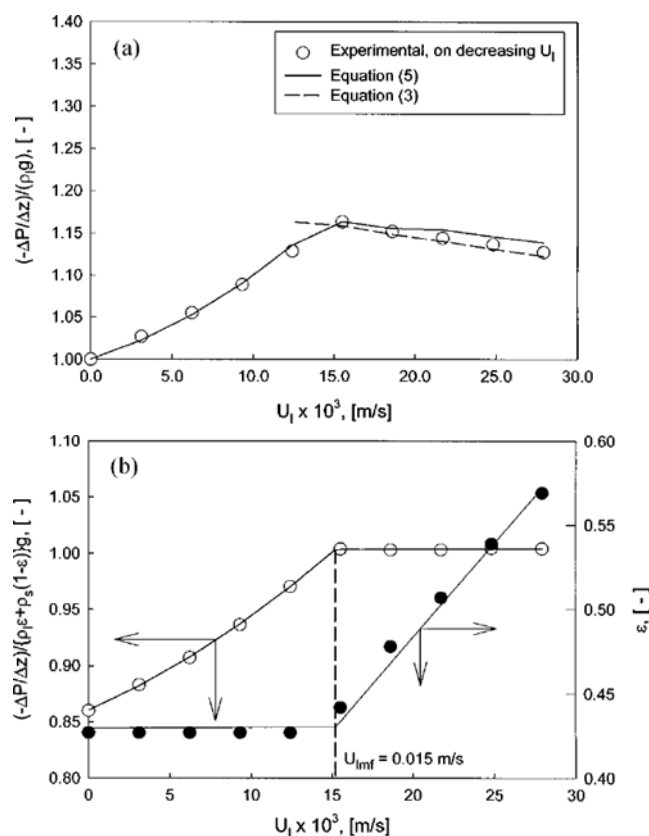 1.40
(a)
Experimental, on decreasing U_l
1.35
Equation (5)
Equation (3)
1.30
1.25
1.20
1.15
1.10
1.05
1.00
(-ΔP/Δz)/(ρ_l g), [ - ]
0.0 5.0 10.0 15.0 20.0 25.0 30.0
U_l x 10³, [m/s]
1.10 0.60
(b)
1.05
0.55
1.00
0.95
0.50
0.90
0.45
0.85
U_lmf = 0.015 m/s
0.80 0.40
(-ΔP/Δz)/{ρ_l ε+ρ_s(1-ε)}g, [ - ]
ε, [ - ]
0 5 10 15 20 25 30
U_l x 10³, [m/s]